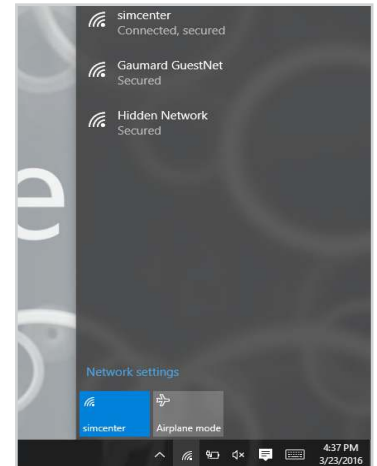 simcenter
Connected, secured
Gaumard GuestNet
Secured
Hidden Network
Secured
e
Network settings
simcenter
Airplane mode
4:37 PM
3/23/2016